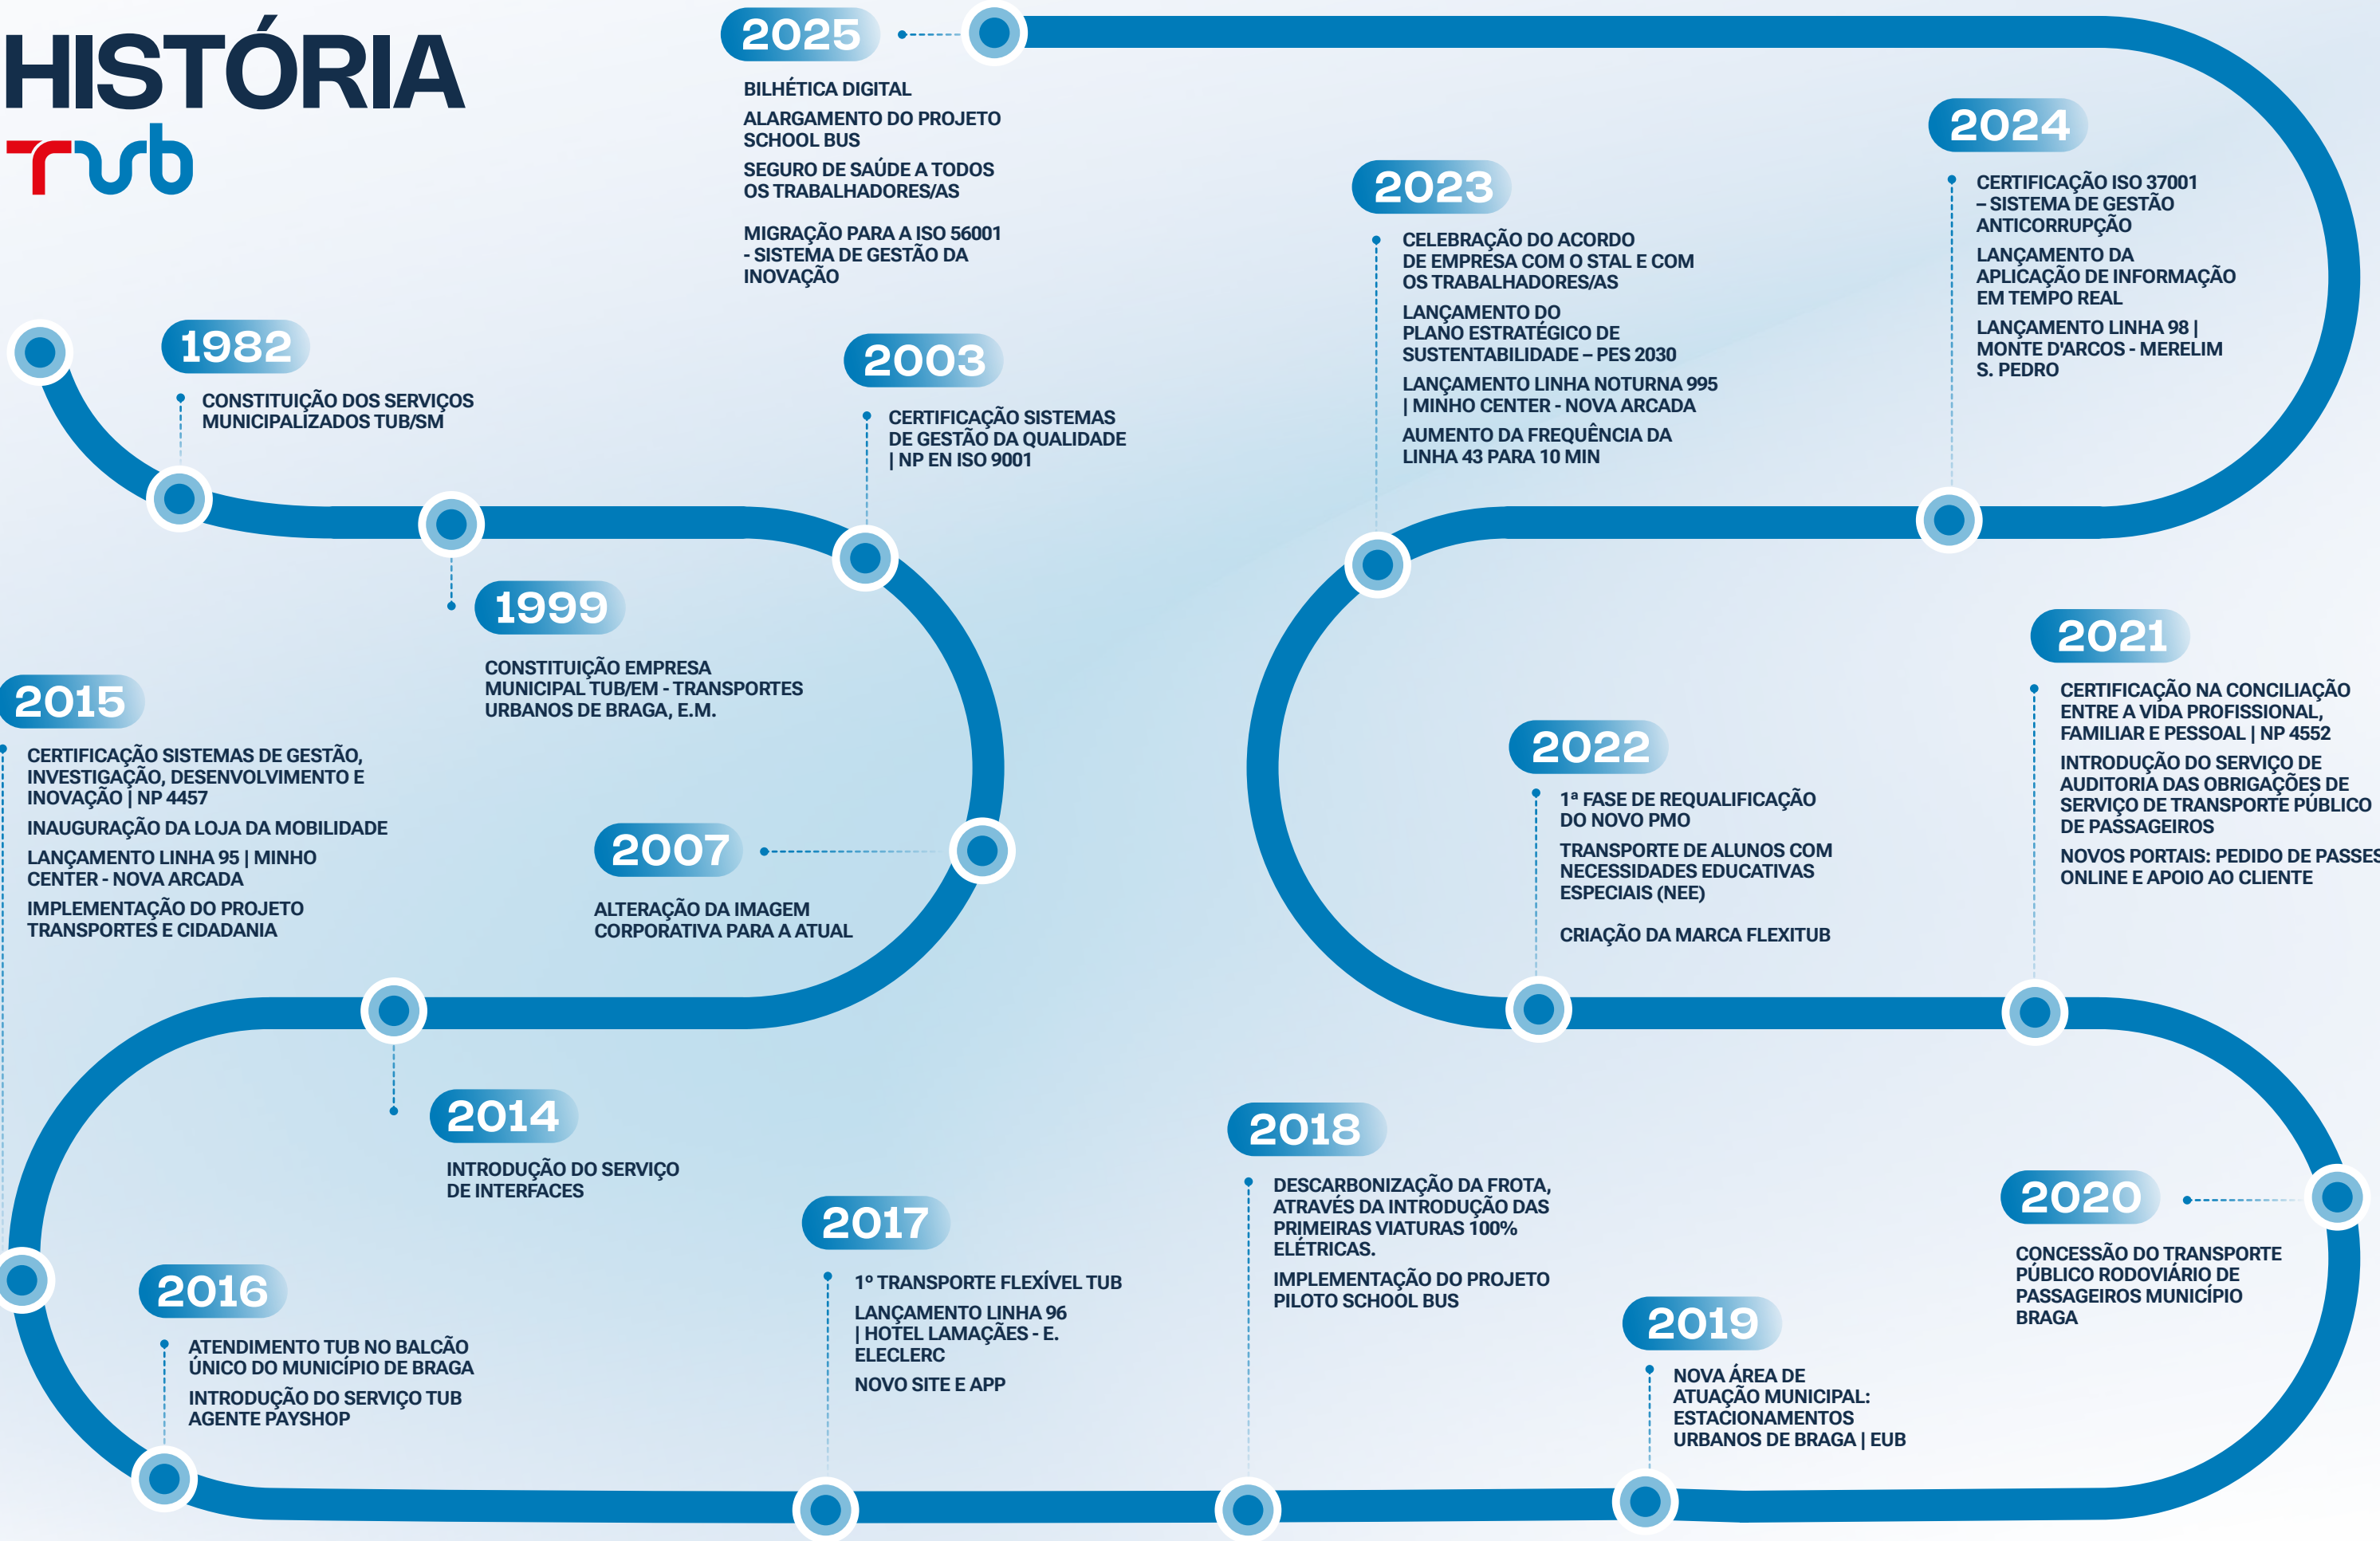 HISTÓRIA
TUB
1982
CONSTITUIÇÃO DOS SERVIÇOS
MUNICIPALIZADOS TUB/SM
1999
CONSTITUIÇÃO EMPRESA
MUNICIPAL TUB/EM - TRANSPORTES
URBANOS DE BRAGA, E.M.
2003
CERTIFICAÇÃO SISTEMAS
DE GESTÃO DA QUALIDADE
| NP EN ISO 9001
2007
ALTERAÇÃO DA IMAGEM
CORPORATIVA PARA A ATUAL
2014
INTRODUÇÃO DO SERVIÇO
DE INTERFACES
2015
CERTIFICAÇÃO SISTEMAS DE GESTÃO,
INVESTIGAÇÃO, DESENVOLVIMENTO E
INOVAÇÃO | NP 4457
INAUGURAÇÃO DA LOJA DA MOBILIDADE
LANÇAMENTO LINHA 95 | MINHO
CENTER - NOVA ARCADA
IMPLEMENTAÇÃO DO PROJETO
TRANSPORTES E CIDADANIA
2016
ATENDIMENTO TUB NO BALCÃO
ÚNICO DO MUNICÍPIO DE BRAGA
INTRODUÇÃO DO SERVIÇO TUB
AGENTE PAYSHOP
2017
1º TRANSPORTE FLEXÍVEL TUB
LANÇAMENTO LINHA 96
| HOTEL LAMAÇÃES - E.
ELECLERC
NOVO SITE E APP
2018
DESCARBONIZAÇÃO DA FROTA,
ATRAVÉS DA INTRODUÇÃO DAS
PRIMEIRAS VIATURAS 100%
ELÉTRICAS.
IMPLEMENTAÇÃO DO PROJETO
PILOTO SCHOOL BUS
2019
NOVA ÁREA DE
ATUAÇÃO MUNICIPAL:
ESTACIONAMENTOS
URBANOS DE BRAGA | EUB
2020
CONCESSÃO DO TRANSPORTE
PÚBLICO RODOVIÁRIO DE
PASSAGEIROS MUNICÍPIO
BRAGA
2021
CERTIFICAÇÃO NA CONCILIAÇÃO
ENTRE A VIDA PROFISSIONAL,
FAMILIAR E PESSOAL | NP 4552
INTRODUÇÃO DO SERVIÇO DE
AUDITORIA DAS OBRIGAÇÕES DE
SERVIÇO DE TRANSPORTE PÚBLICO
DE PASSAGEIROS
NOVOS PORTAIS: PEDIDO DE PASSES
ONLINE E APOIO AO CLIENTE
2022
1ª FASE DE REQUALIFICAÇÃO
DO NOVO PMO
TRANSPORTE DE ALUNOS COM
NECESSIDADES EDUCATIVAS
ESPECIAIS (NEE)
CRIAÇÃO DA MARCA FLEXITUB
2023
CELEBRAÇÃO DO ACORDO
DE EMPRESA COM O STAL E COM
OS TRABALHADORES/AS
LANÇAMENTO DO
PLANO ESTRATÉGICO DE
SUSTENTABILIDADE – PES 2030
LANÇAMENTO LINHA NOTURNA 995
| MINHO CENTER - NOVA ARCADA
AUMENTO DA FREQUÊNCIA DA
LINHA 43 PARA 10 MIN
2024
CERTIFICAÇÃO ISO 37001
– SISTEMA DE GESTÃO
ANTICORRUPÇÃO
LANÇAMENTO DA
APLICAÇÃO DE INFORMAÇÃO
EM TEMPO REAL
LANÇAMENTO LINHA 98 |
MONTE D'ARCOS - MERELIM
S. PEDRO
2025
BILHÉTICA DIGITAL
ALARGAMENTO DO PROJETO
SCHOOL BUS
SEGURO DE SAÚDE A TODOS
OS TRABALHADORES/AS
MIGRAÇÃO PARA A ISO 56001
- SISTEMA DE GESTÃO DA
INOVAÇÃO